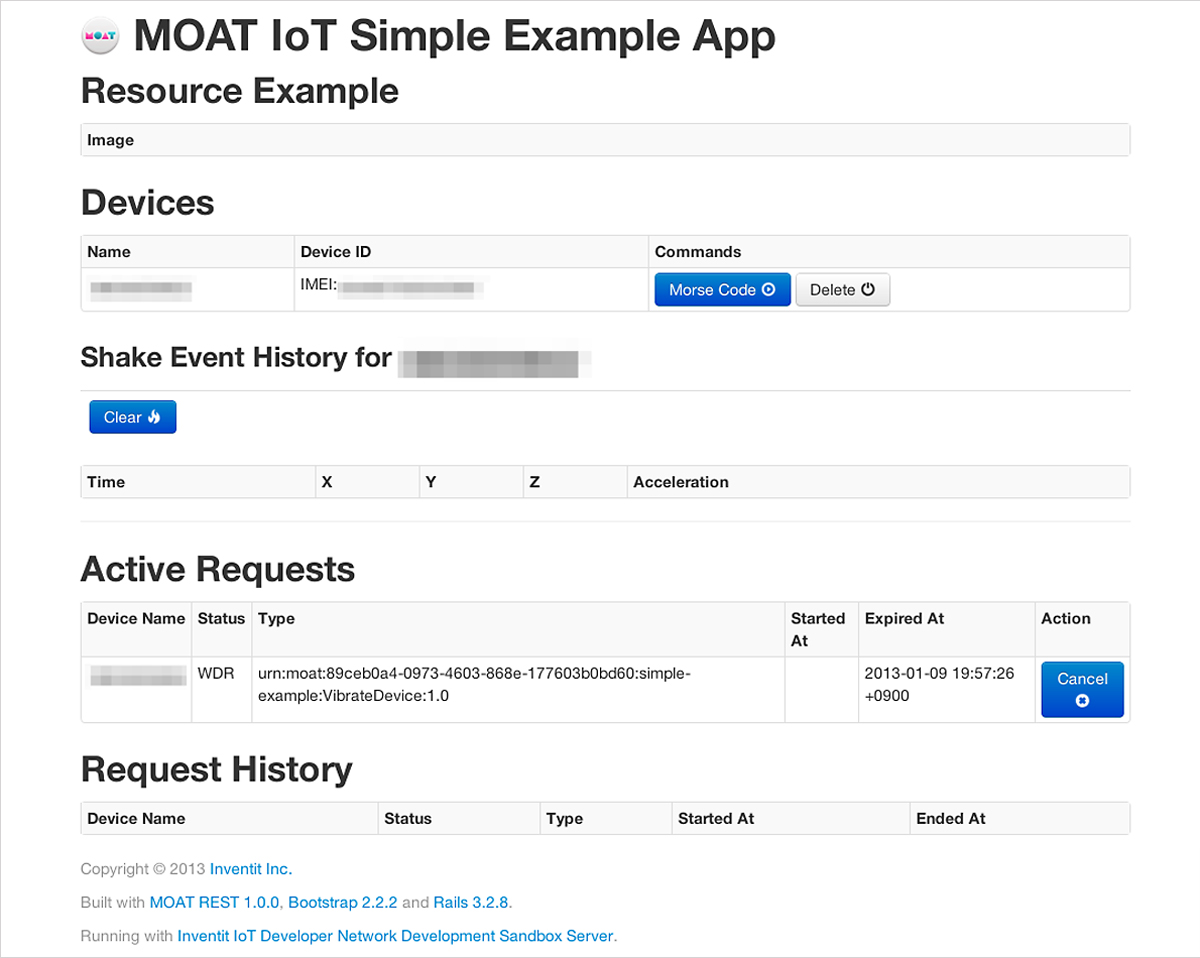 MOAT
MOAT IoT Simple Example App
Resource Example
Image
Devices
Name Device ID Commands
IMEI: Morse Code Delete
Shake Event History for
Clear
Time X Y Z Acceleration
Active Requests
Device Name Status Type Started At Expired At Action
WDR urn:moat:89ceb0a4-0973-4603-868e-177603b0bd60:simple- 2013-01-09 19:57:26 Cancel
example:VibrateDevice:1.0 +0900
Request History
Device Name Status Type Started At Ended At
Copyright © 2013 Inventit Inc.
Built with MOAT REST 1.0.0, Bootstrap 2.2.2 and Rails 3.2.8.
Running with Inventit IoT Developer Network Development Sandbox Server.